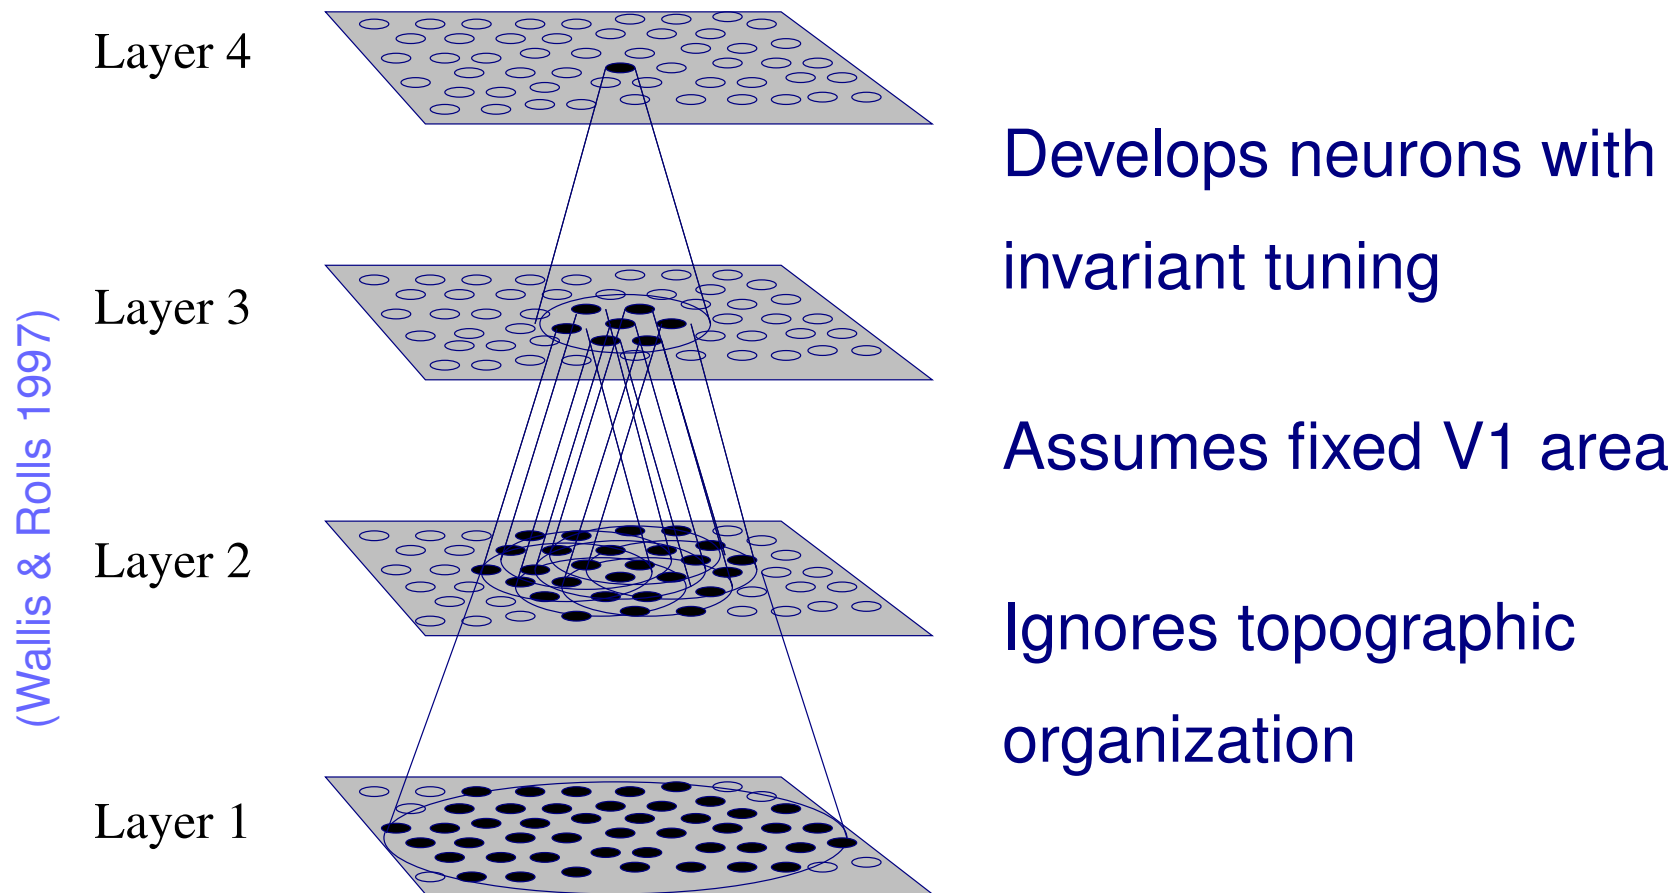 (Wallis & Rolls 1997)
Layer 4
Layer 3
Layer 2
Layer 1
Develops neurons with
invariant tuning
Assumes fixed V1 area
Ignores topographic
organization